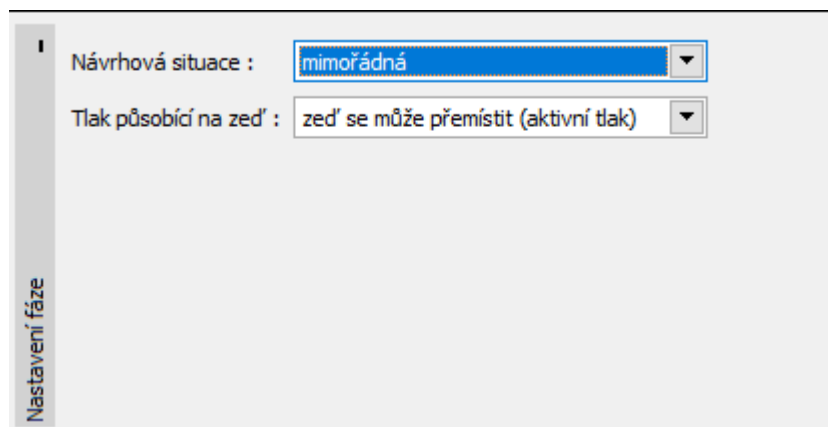 Návrhová situace :
mimořádná
Tlak působící na zeď :
zeď se může přemístit (aktivní tlak)
Nastavení fáze